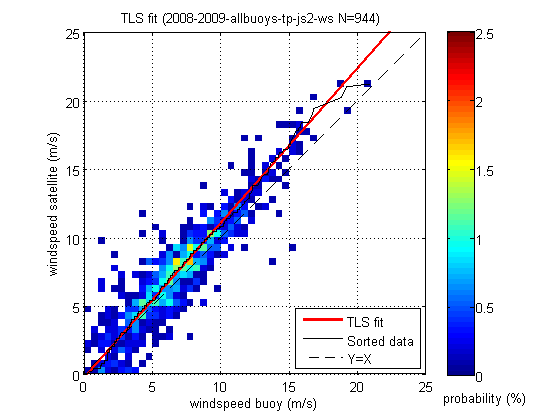 TLS fit (2008-2009-allbuoys-tp-js2-ws N=944)
25
20
15
10
5
0
windspeed satellite (m/s)
0 5 10 15 20 25
windspeed buoy (m/s)
TLS fit
Sorted data
Y=X
2.5
2
1.5
1
0.5
0
probability (%)